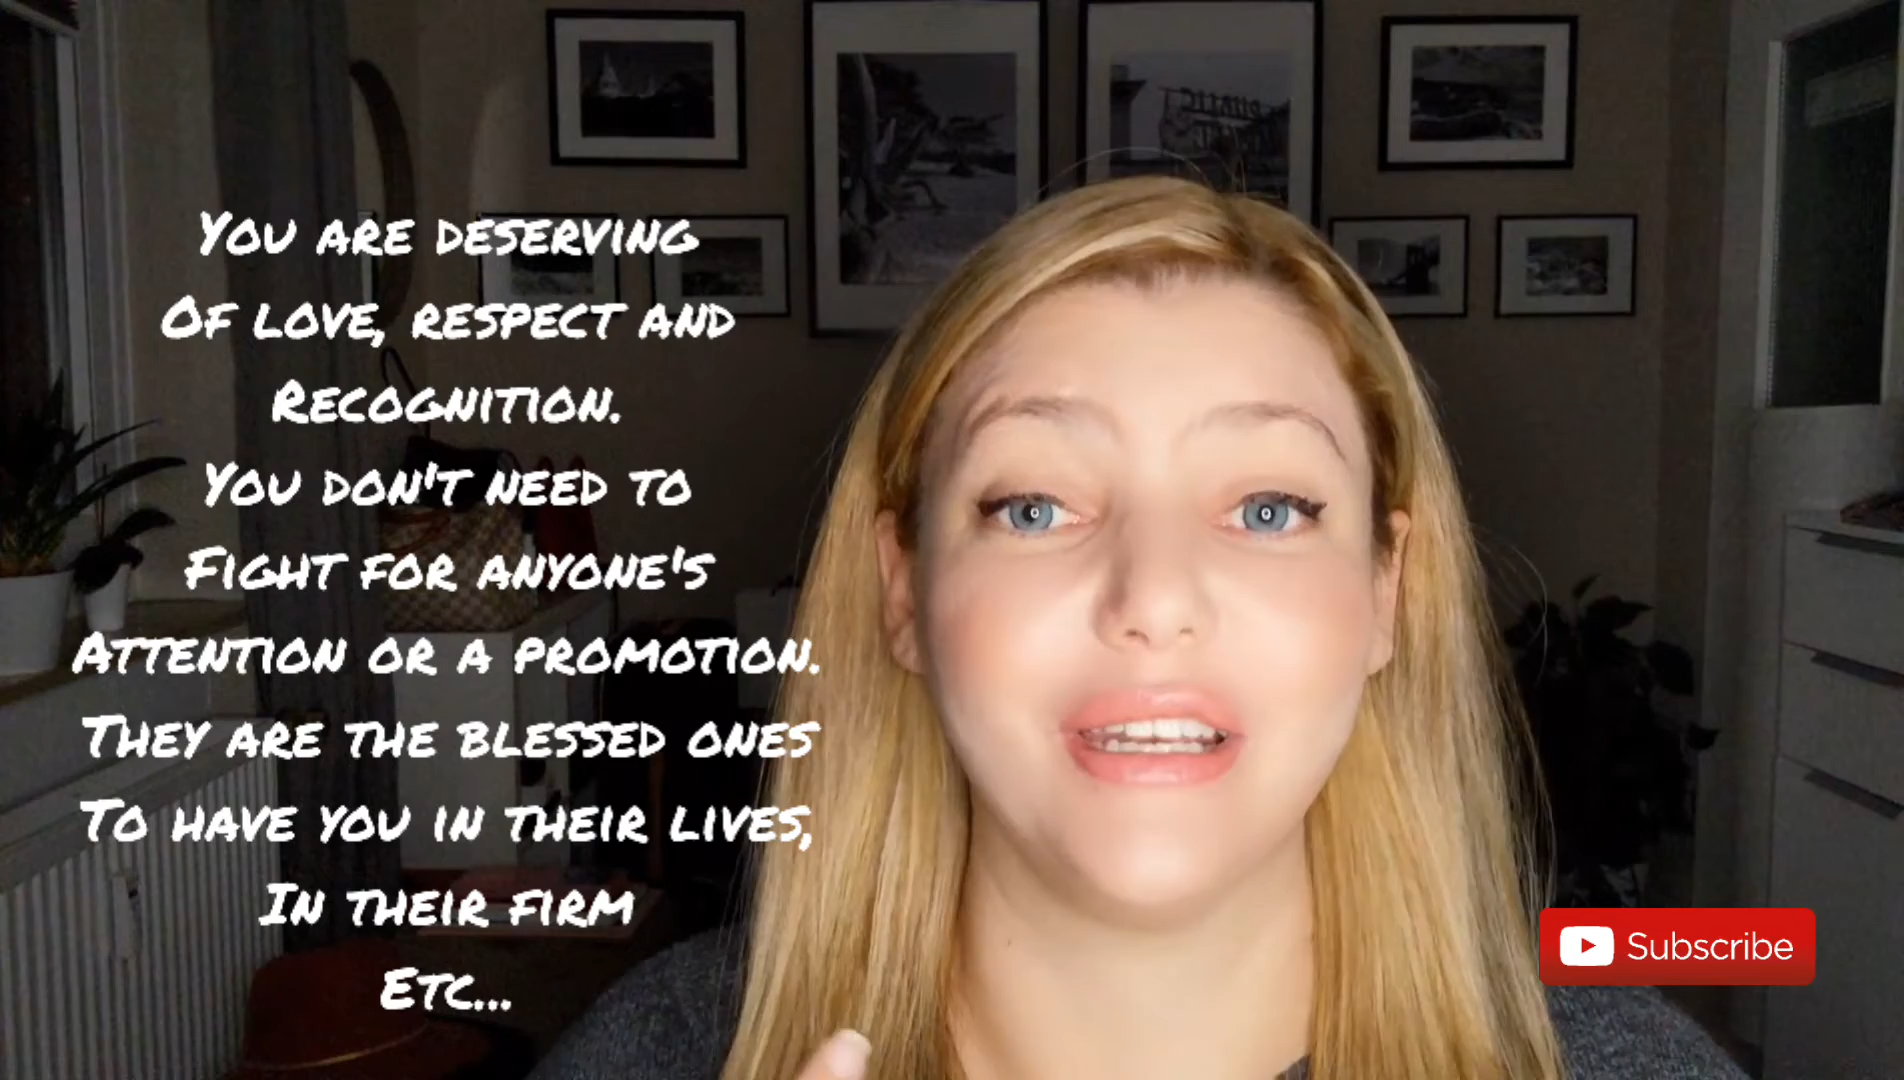 You are deserving
Of love, respect and
Recognition.
You don't need to
Fight for anyone's
Attention or a promotion.
They are the blessed ones
To have you in their lives,
In their firm
Etc...
Subscribe